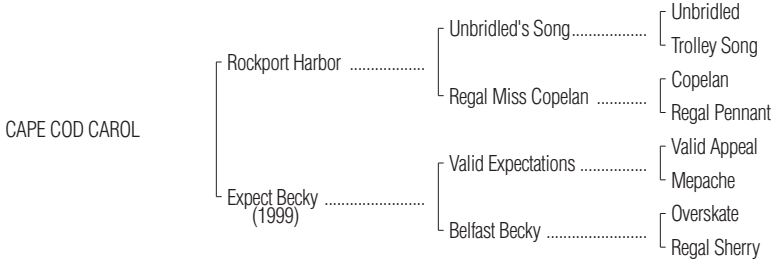 Unbridled
Unbridled's Song..................
Trolley Song
Rockport Harbor ..................
Copelan
Regal Miss Copelan ............
Regal Pennant
CAPE COD CAROL
Valid Appeal
Valid Expectations ................
Mepache
Expect Becky ........................
(1999)
Overskate
Belfast Becky ........................
Regal Sherry